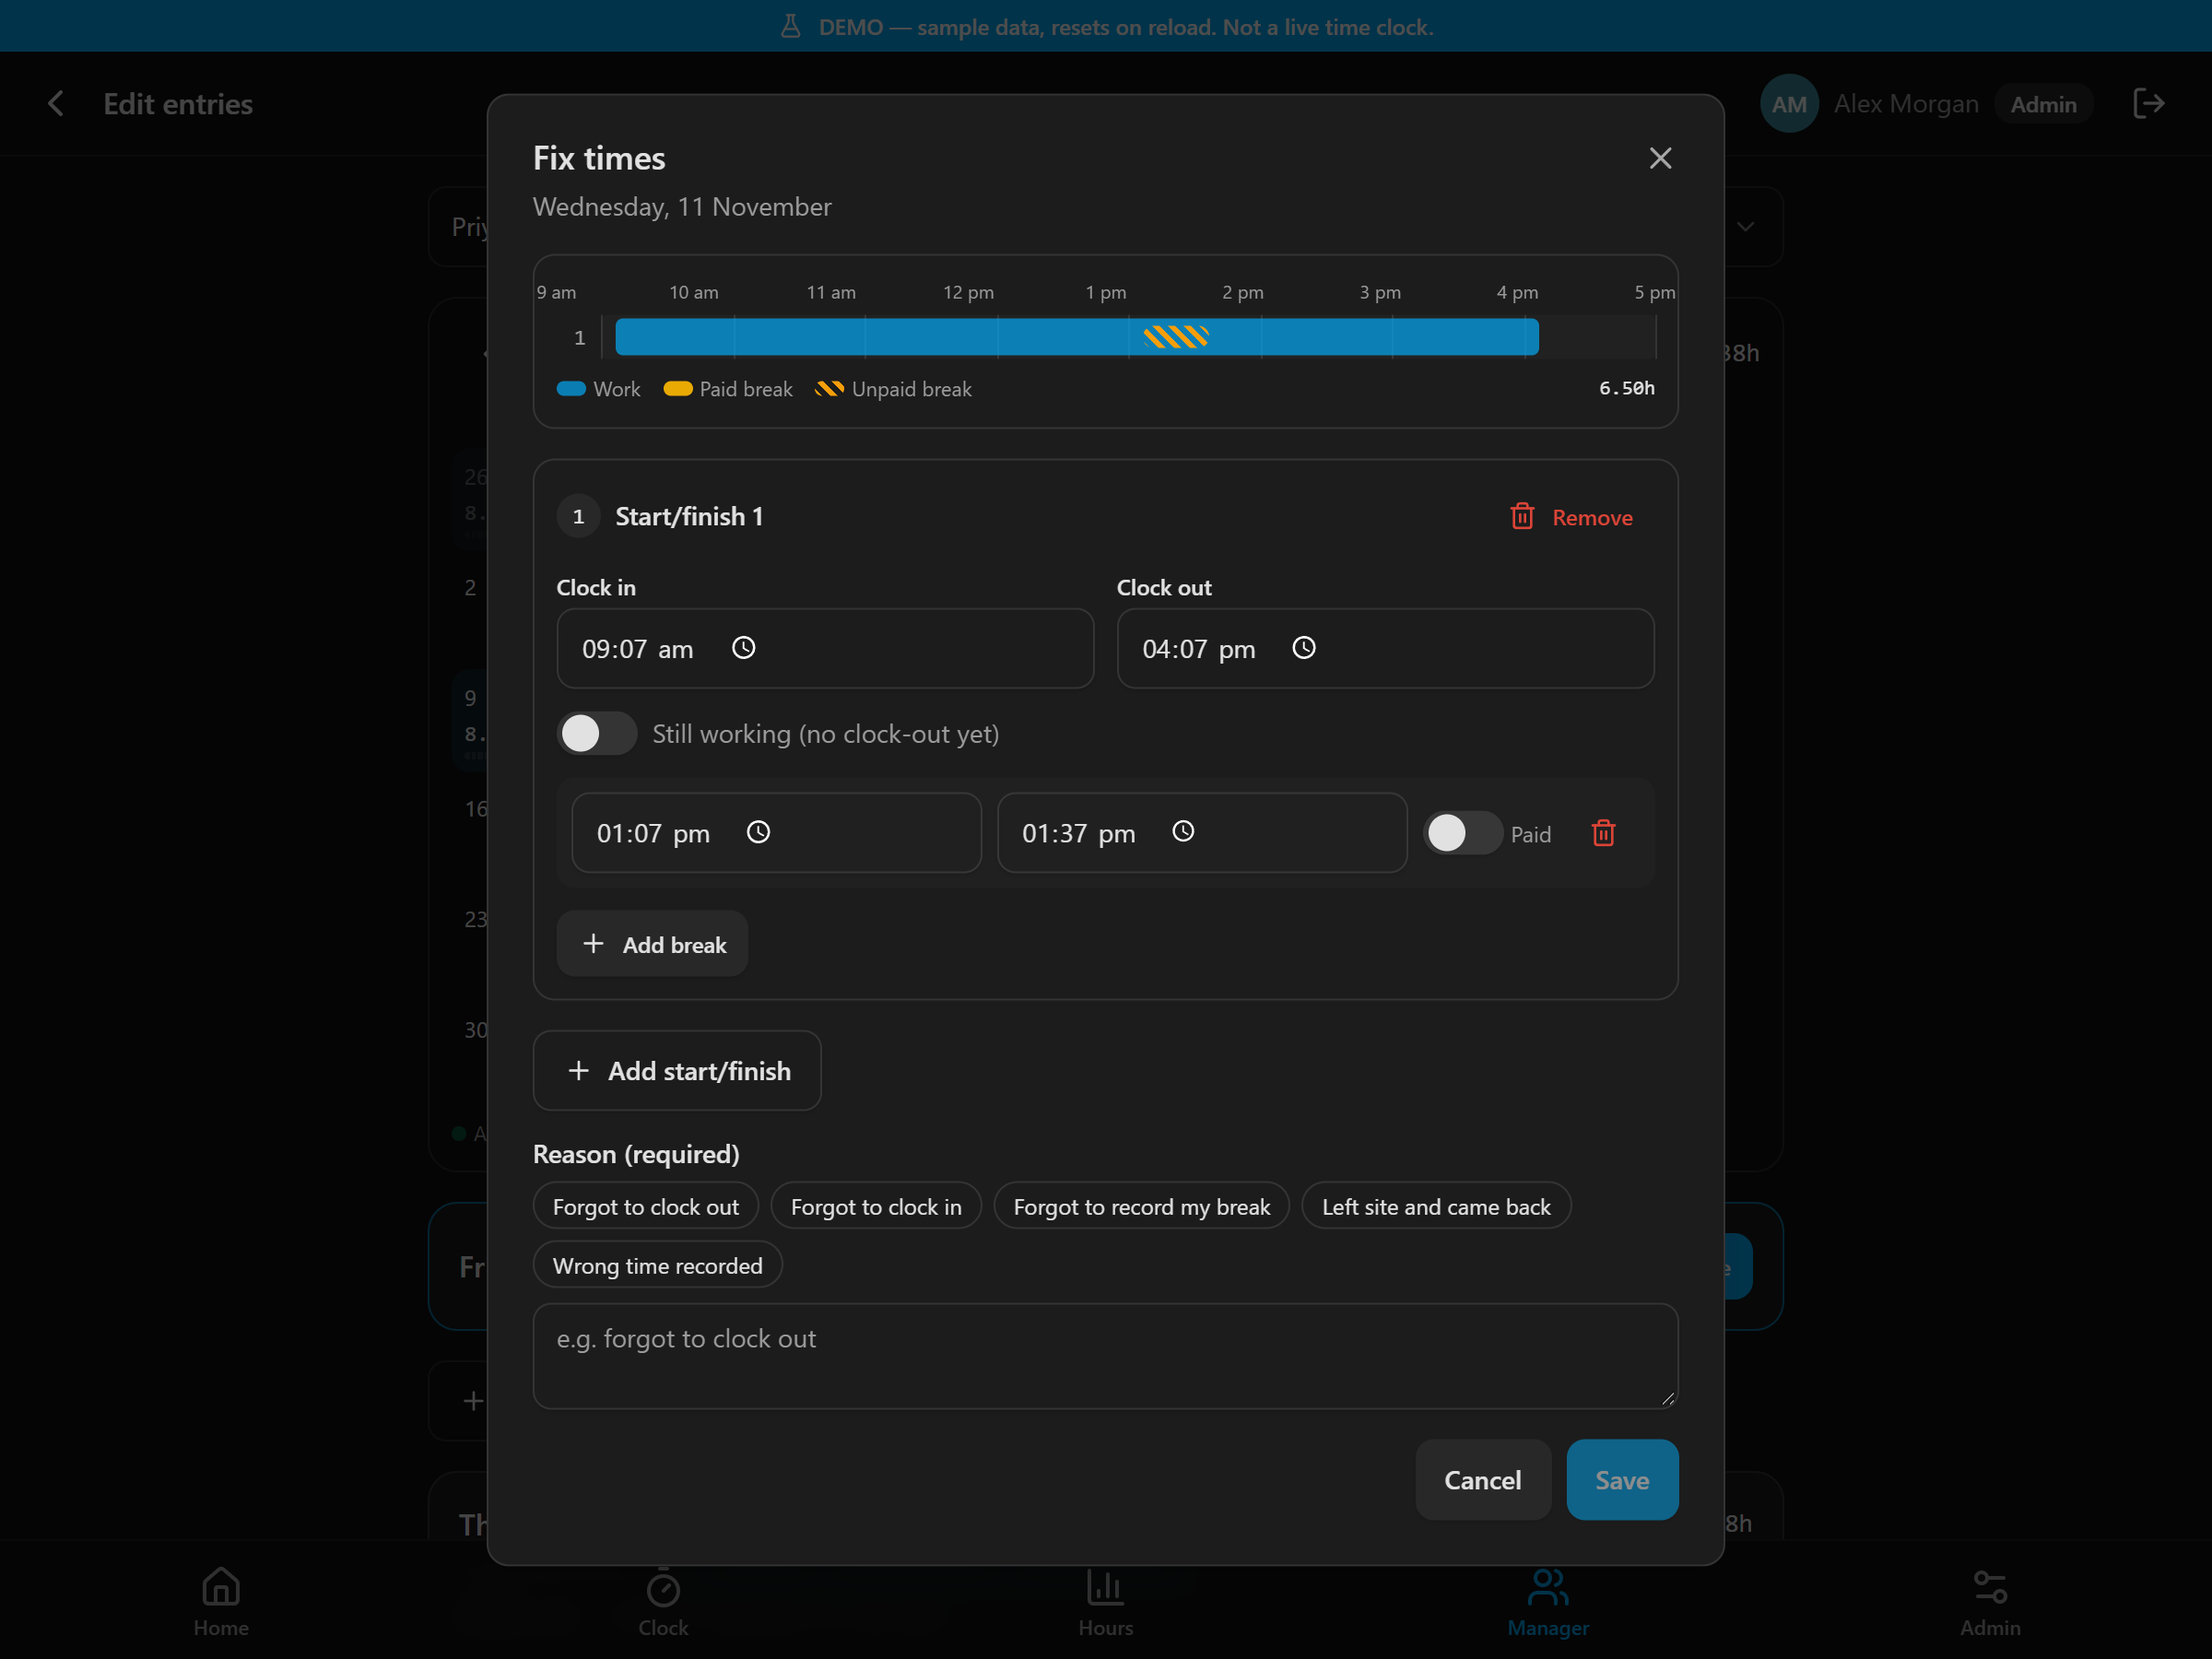 DEMO — sample data, resets on reload. Not a live time clock.
Edit entries
AM Alex Morgan Admin
Fix times
Wednesday, 11 November
9 am 10 am 11 am 12 pm 1 pm 2 pm 3 pm 4 pm 5 pm
1
Work Paid break Unpaid break 6.50h
1 Start/finish 1 Remove
Clock in Clock out
09:07 am 04:07 pm
Still working (no clock-out yet)
01:07 pm 01:37 pm Paid
Add break
Add start/finish
Reason (required)
Forgot to clock out Forgot to clock in Forgot to record my break Left site and came back
Wrong time recorded
e.g. forgot to clock out
Cancel Save
2
9
16
23
30
Home Clock Hours Manager Admin